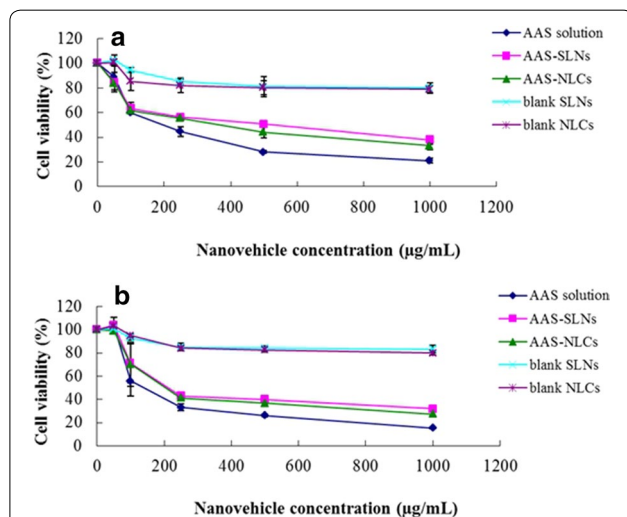 a
120
100
80
60
40
20
0
Cell viability (%)
0 200 400 600 800 1000 1200
Nanovehicle concentration (µg/mL)
AAS solution
AAS-SLNs
AAS-NLCs
blank SLNs
blank NLCs
b
120
100
80
60
40
20
0
Cell viability (%)
0 200 400 600 800 1000 1200
Nanovehicle concentration (µg/mL)
AAS solution
AAS-SLNs
AAS-NLCs
blank SLNs
blank NLCs